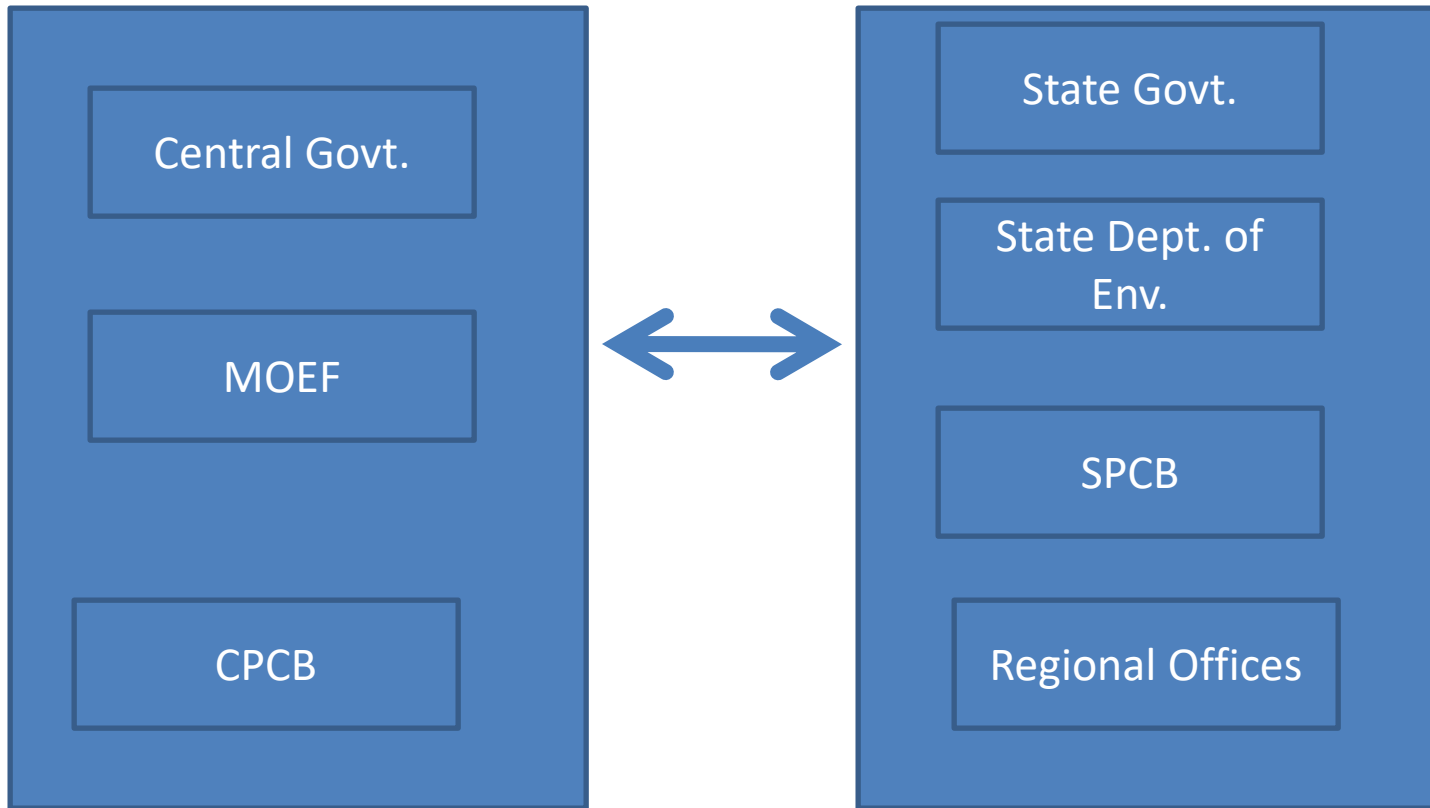 Central Govt.
MOEF
CPCB
State Govt.
State Dept. of
Env.
SPCB
Regional Offices